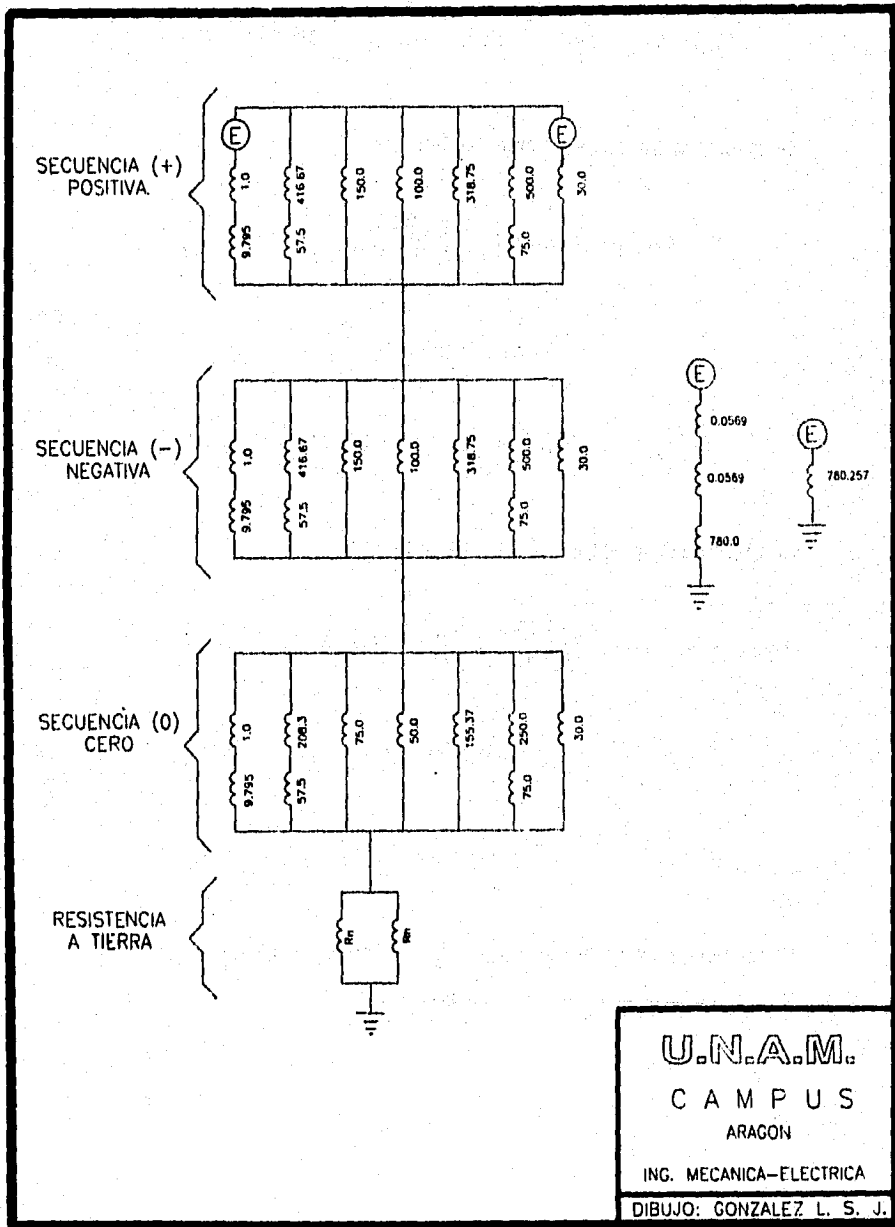 SECUENCIA (+)
POSITIVA.
E
E
1.0
416.67
150.0
100.0
318.75
500.0
30.0
9.795
57.5
75.0
SECUENCIA (-)
NEGATIVA
1.0
416.67
150.0
100.0
318.75
500.0
30.0
9.795
57.5
75.0
E
0.0569
0.0569
780.0
E
780.257
SECUENCIA (0)
CERO
1.0
208.3
75.0
50.0
155.37
250.0
30.0
9.795
57.5
75.0
RESISTENCIA
A TIERRA
Rn
Rn
U.N.A.M.
CAMPUS
ARAGON
ING. MECANICA-ELECTRICA
DIBUJO: GONZALEZ L. S. J.